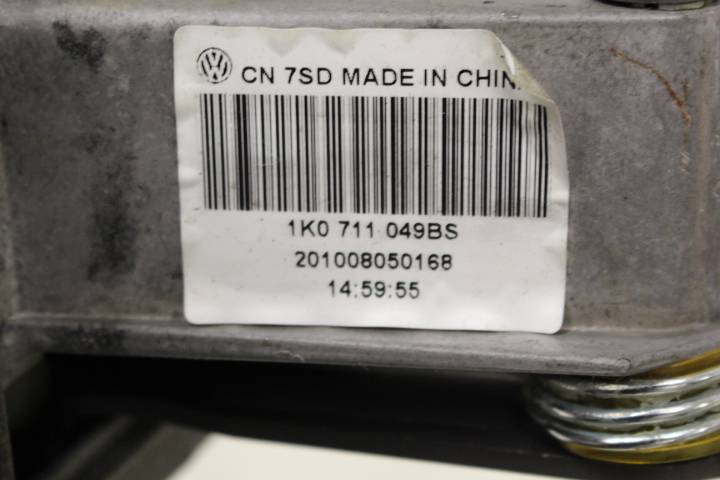 CN 7SD MADE IN CHIN
1K0 711 049BS
201008050168
14:59:55